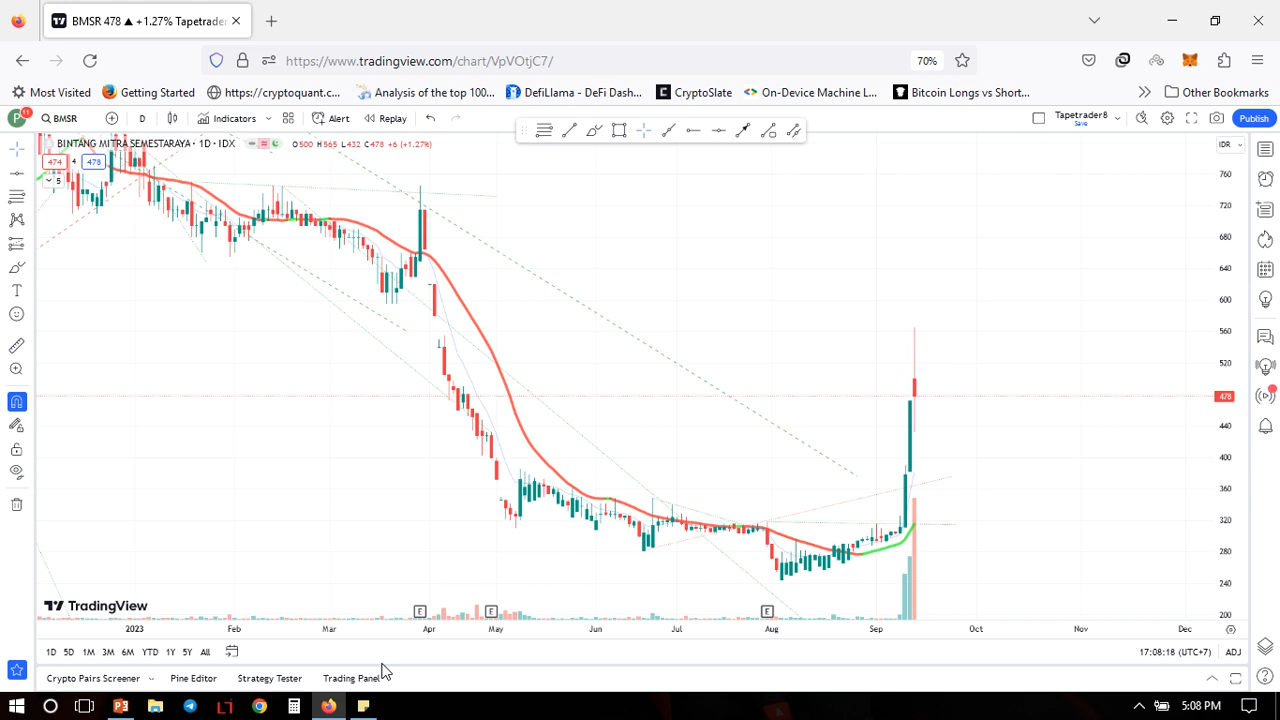 BMSR 478 ▲ +1.27% Tapetrader
https://www.tradingview.com/chart/VpVOtjC7/
70%
Most Visited Getting Started https://cryptoquant.c... Analysis of the top 100... DefiLlama - DeFi Dash... CryptoSlate On-Device Machine L... Bitcoin Longs vs Short... Other Bookmarks
P 11 BMSR D Indicators Alert Replay Tapetrader8 Save Publish
BINTANG MITRA SEMESTARAYA · 1D · IDX O500 H565 L432 C478 +6 (+1.27%) IDR
474 4 478
5
760
720
680
640
600
560
520
478
440
400
360
320
280
240
200
E E E
TradingView
2023 Feb Mar Apr May Jun Jul Aug Sep Oct Nov Dec
1D 5D 1M 3M 6M YTD 1Y 5Y All 17:08:18 (UTC+7) ADJ
Crypto Pairs Screener Pine Editor Strategy Tester Trading Panel
5:08 PM